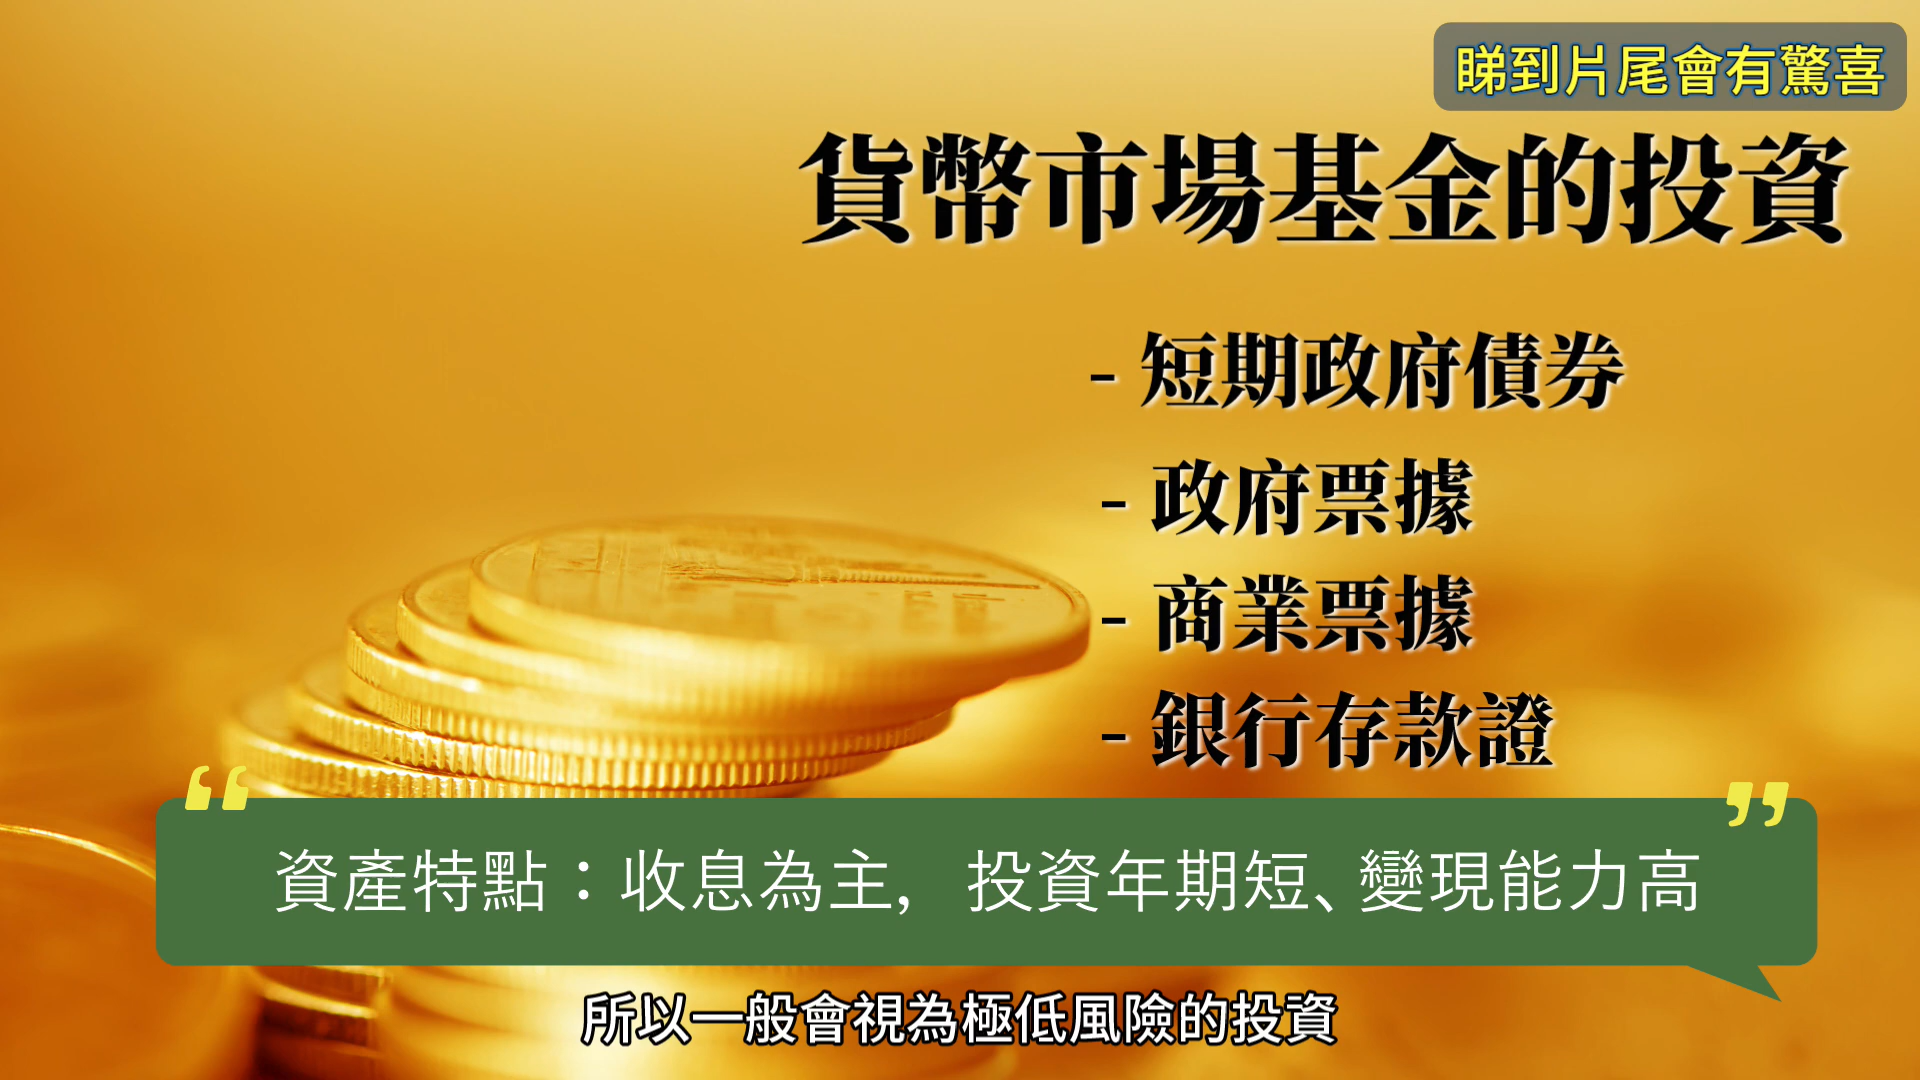 睇到片尾會有驚喜
貨幣市場基金的投資
- 短期政府債券
- 政府票據
- 商業票據
- 銀行存款證
“
”
資產特點：收息為主, 投資年期短、變現能力高
所以一般會視為極低風險的投資